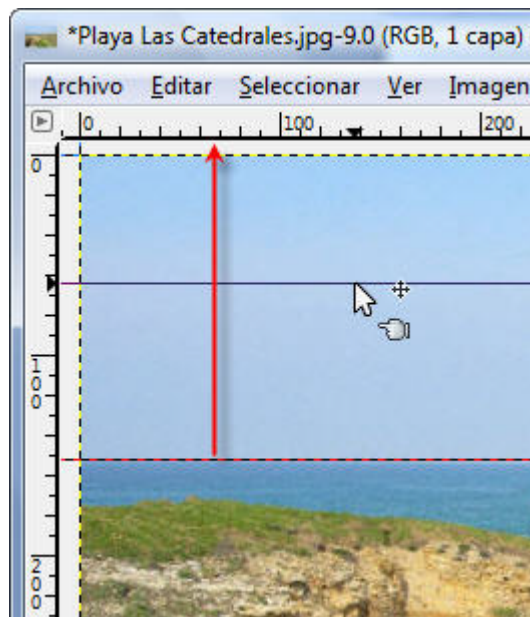 *Playa Las Catedrales.jpg-9.0 (RGB, 1 capa)
Archivo Editar Seleccionar Ver Imagen
0 100 200
0
100
200